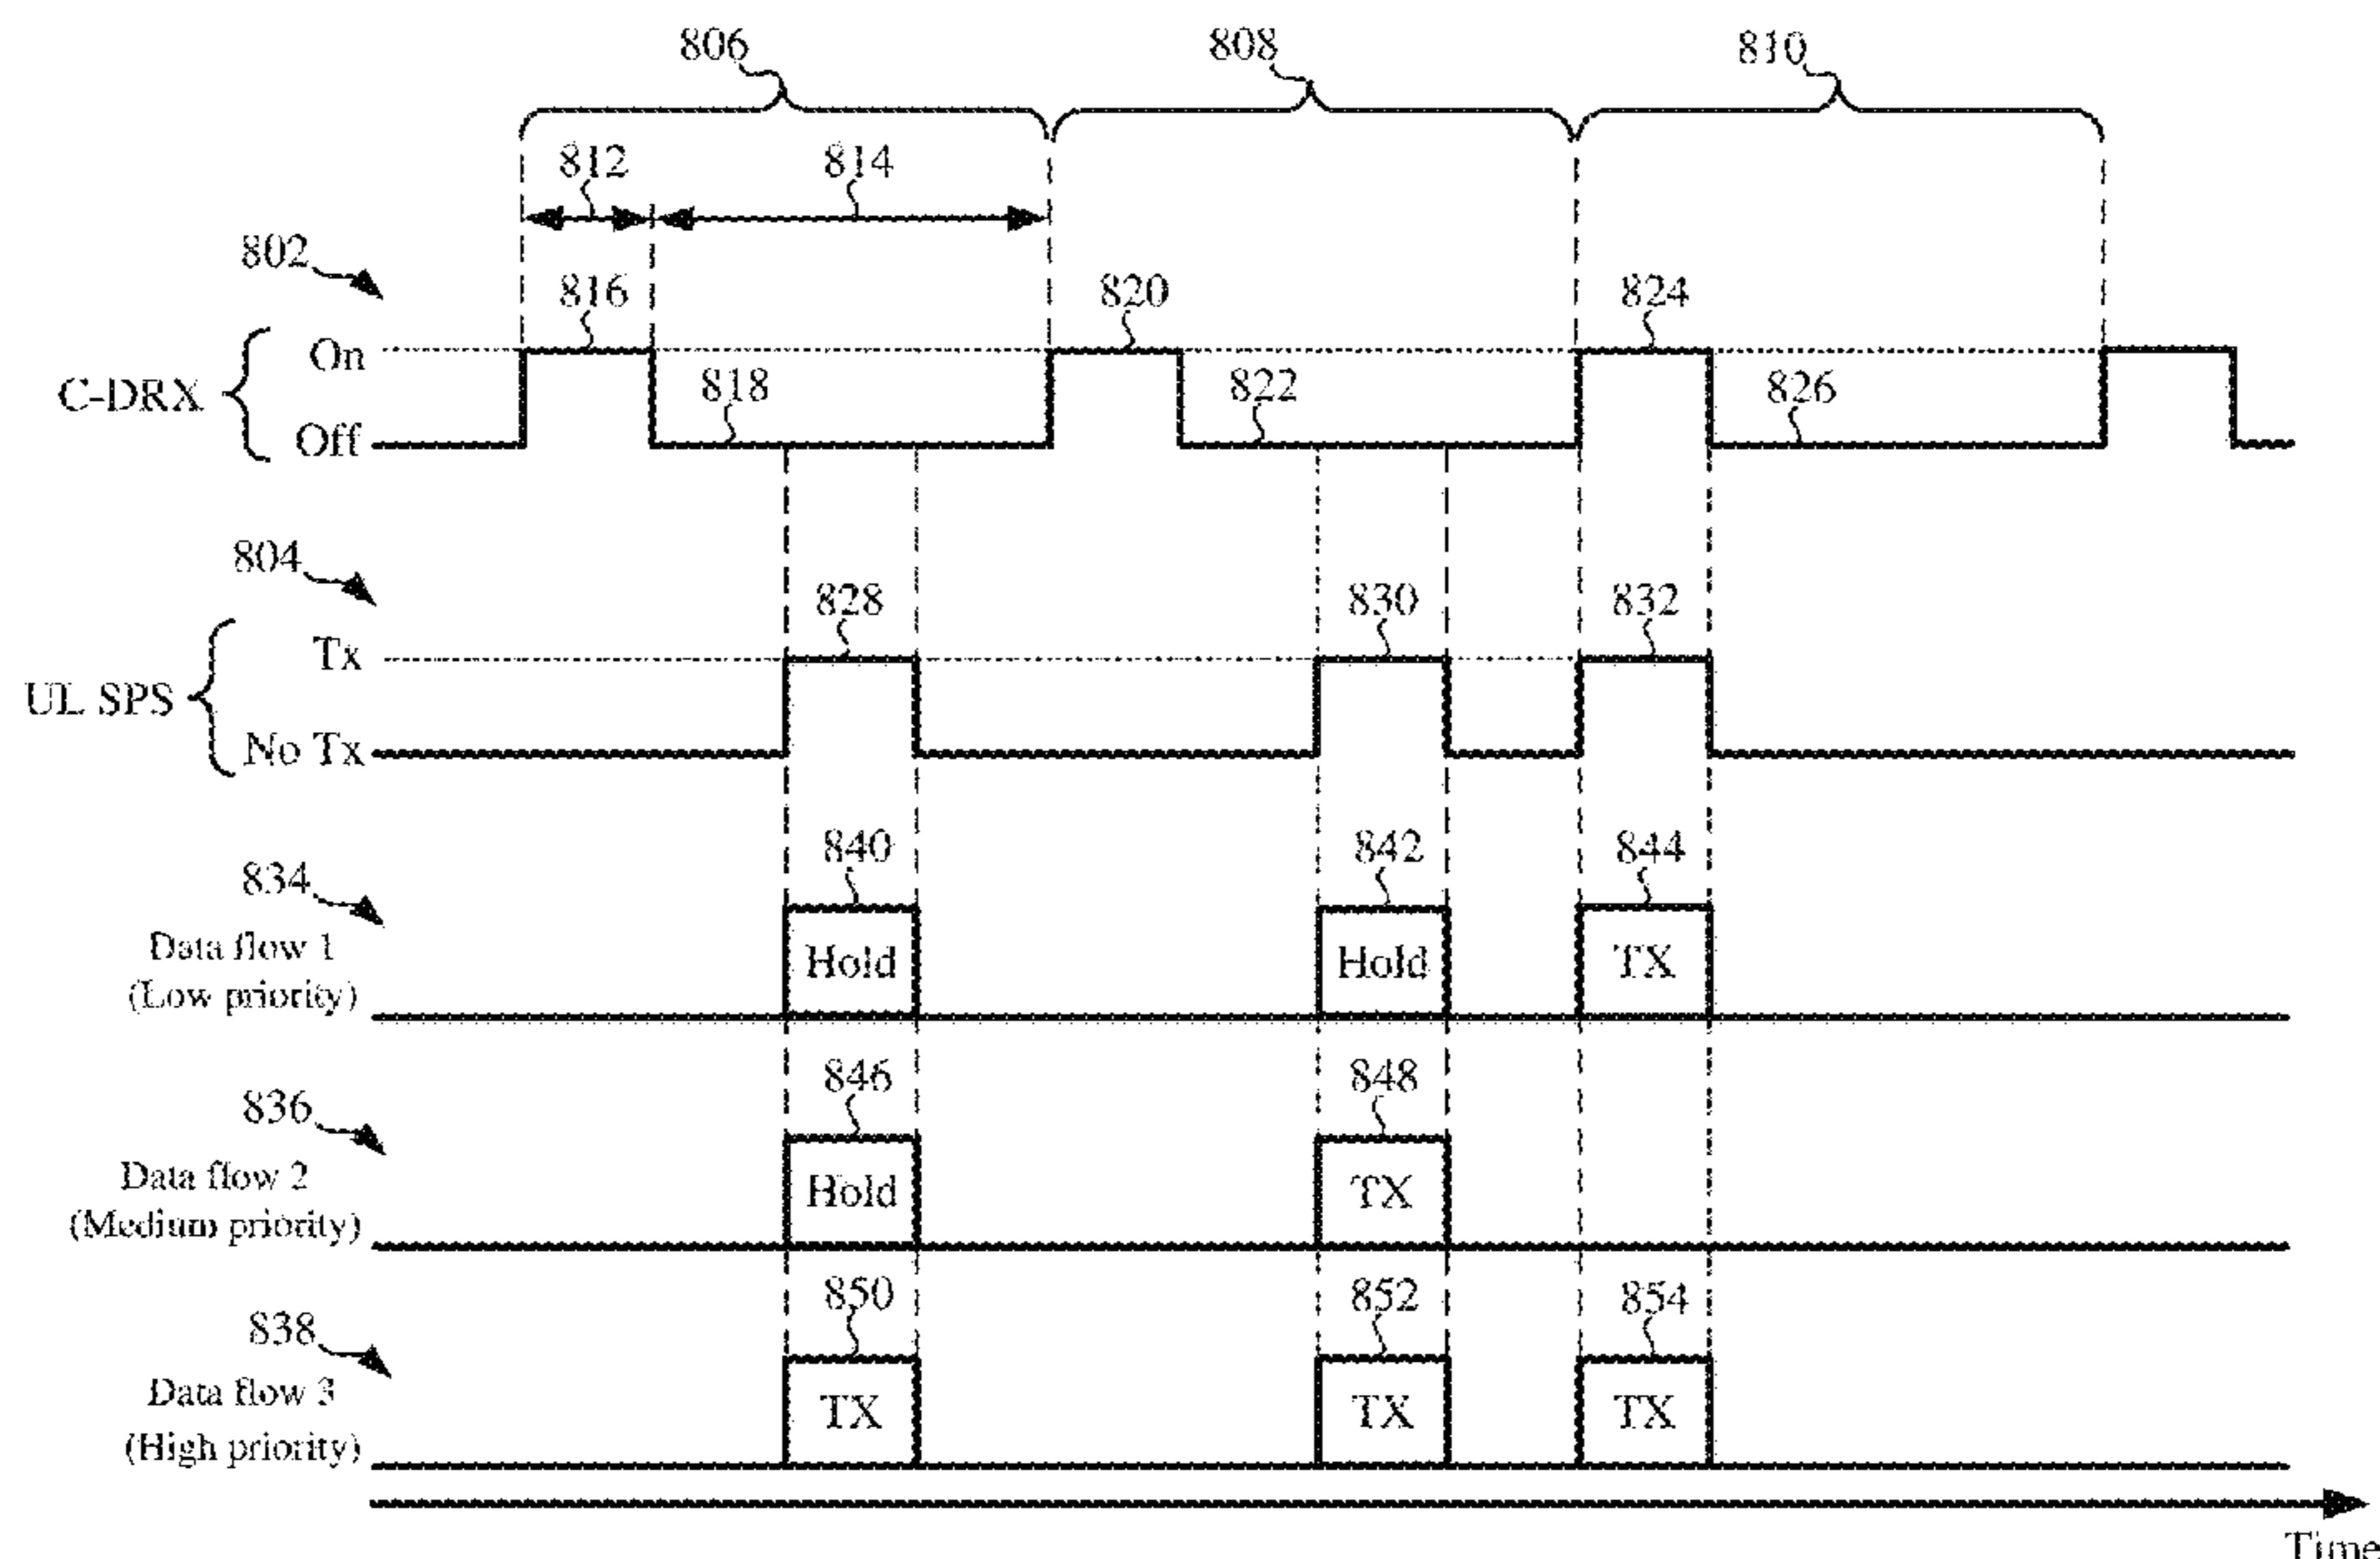 806 808 810
812 814
802
816 820 824
On
818 822 826
C-DRX
Off
804
828 830 832
Tx
UL SPS
No Tx
840 842 844
834
Data flow 1
(Low priority)
Hold Hold TX
846 848
836
Data flow 2
(Medium priority)
Hold TX
850 852 854
838
Data flow 3
(High priority)
TX TX TX
Time